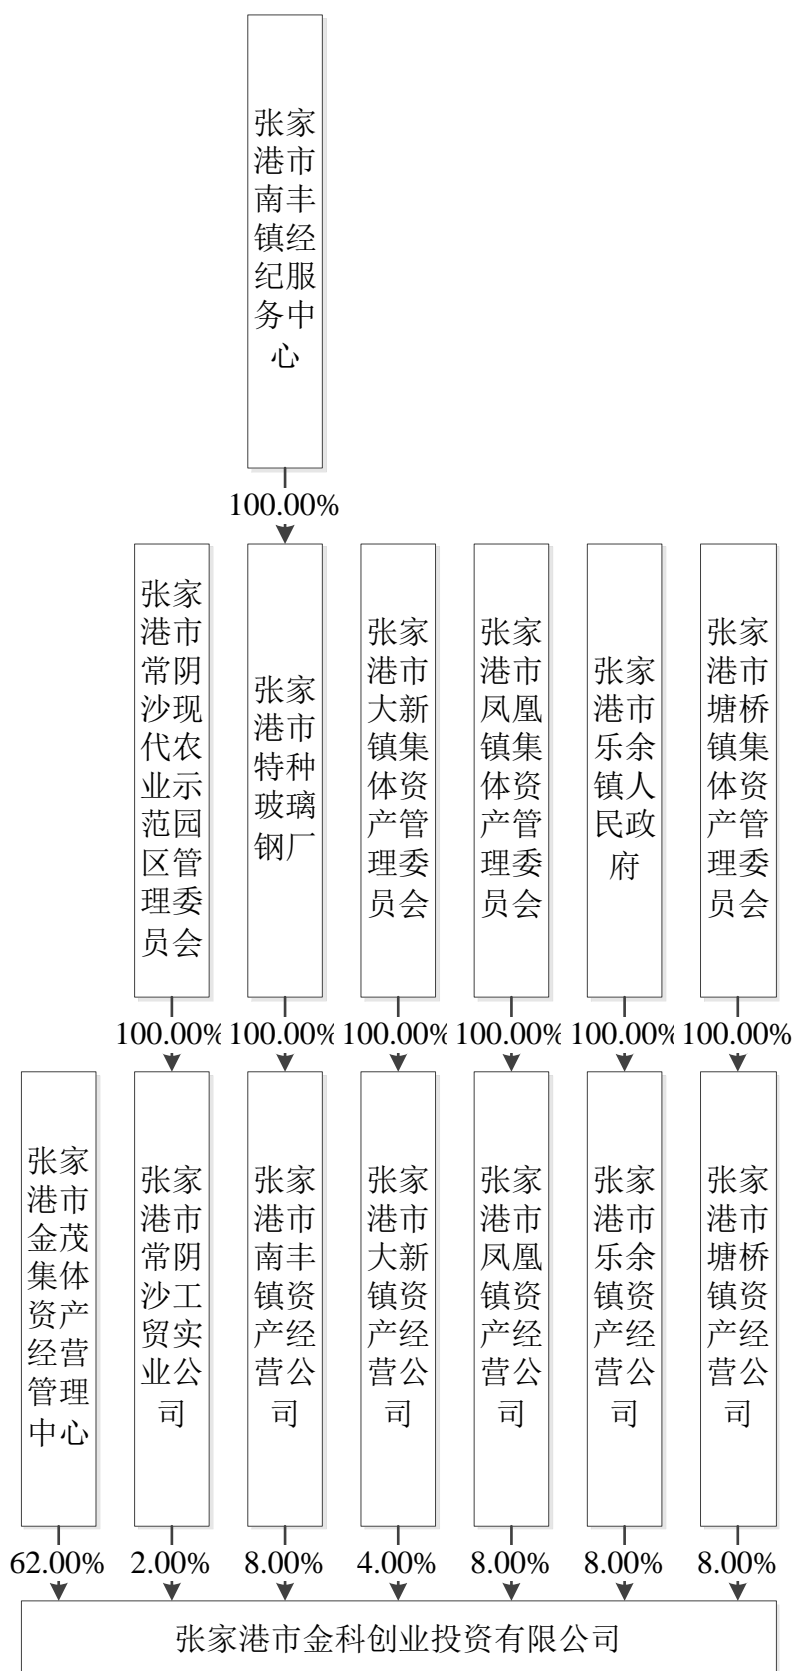 张家
港市
南丰
镇经
纪服
务中
心
100.00%
张家
港市
常阴
沙现
代农
业示
范园
区管
理委
员会
张家
港市
特种
玻璃
钢厂
张家
港市
大新
镇集
体资
产管
理委
员会
张家
港市
凤凰
镇集
体资
产管
理委
员会
张家
港市
乐余
镇人
民政
府
张家
港市
塘桥
镇集
体资
产管
理委
员会
100.00% 100.00% 100.00% 100.00% 100.00% 100.00%
张家
港市
金茂
集体
资产
经营
管理
中心
张家
港市
常阴
沙工
贸实
业公
司
张家
港市
南丰
镇资
产经
营公
司
张家
港市
大新
镇资
产经
营公
司
张家
港市
凤凰
镇资
产经
营公
司
张家
港市
乐余
镇资
产经
营公
司
张家
港市
塘桥
镇资
产经
营公
司
62.00% 2.00% 8.00% 4.00% 8.00% 8.00% 8.00%
张家港市金科创业投资有限公司